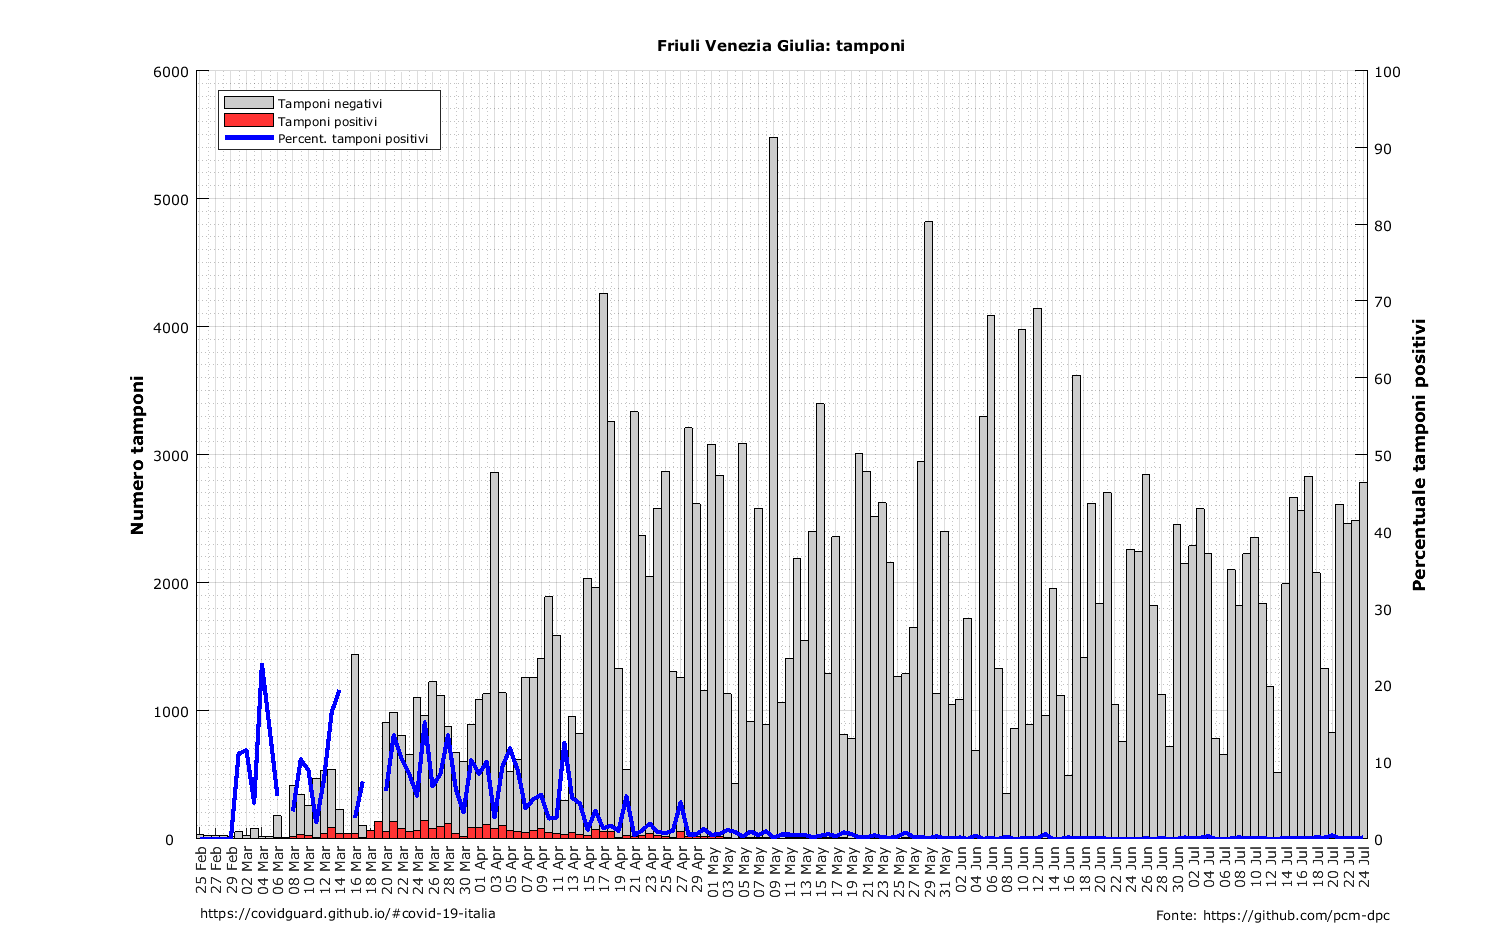 Friuli Venezia Giulia: tamponi
Tamponi negativi
Tamponi positivi
Percent. tamponi positivi
Numero tamponi
6000
5000
4000
3000
2000
1000
0
Percentuale tamponi positivi
100
90
80
70
60
50
40
30
20
10
0
25 Feb
27 Feb
29 Feb
02 Mar
04 Mar
06 Mar
08 Mar
10 Mar
12 Mar
14 Mar
16 Mar
18 Mar
20 Mar
22 Mar
24 Mar
26 Mar
28 Mar
30 Mar
01 Apr
03 Apr
05 Apr
07 Apr
09 Apr
11 Apr
13 Apr
15 Apr
17 Apr
19 Apr
21 Apr
23 Apr
25 Apr
27 Apr
29 Apr
01 May
03 May
05 May
07 May
09 May
11 May
13 May
15 May
17 May
19 May
21 May
23 May
25 May
27 May
29 May
31 May
02 Jun
04 Jun
06 Jun
08 Jun
10 Jun
12 Jun
14 Jun
16 Jun
18 Jun
20 Jun
22 Jun
24 Jun
26 Jun
28 Jun
30 Jun
02 Jul
04 Jul
06 Jul
08 Jul
10 Jul
12 Jul
14 Jul
16 Jul
18 Jul
20 Jul
22 Jul
24 Jul
https://covidguard.github.io/#covid-19-italia
Fonte: https://github.com/pcm-dpc